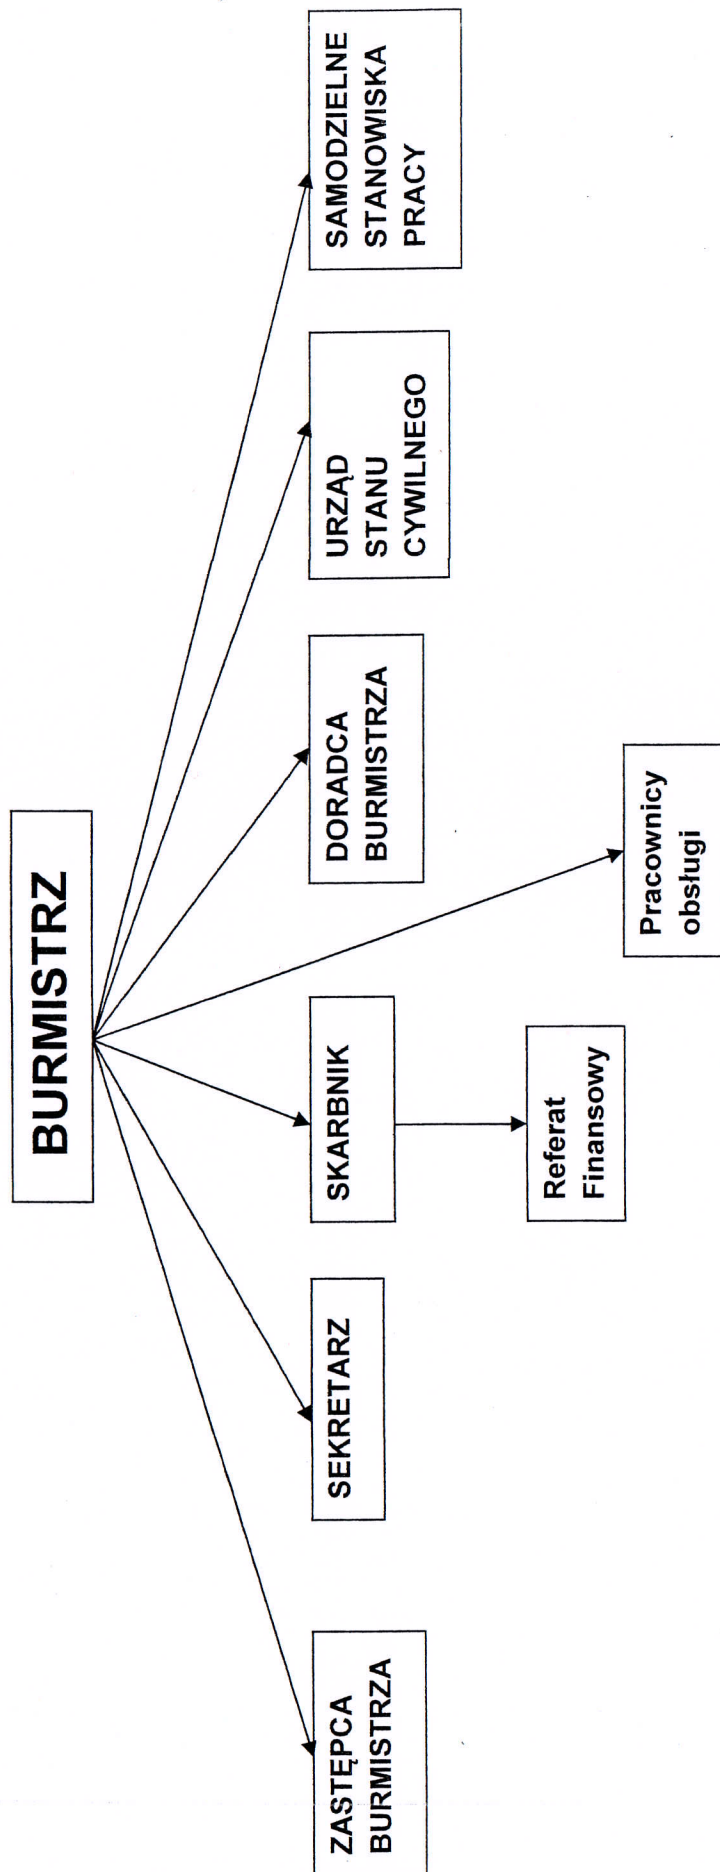 BURMISTRZ
ZASTĘPCA
BURMISTRZA
SEKRETARZ
SKARBNIK
DORADCA
BURMISTRZA
URZĄD
STANU
CYWILNEGO
SAMODZIELNE
STANOWISKA
PRACY
Referat
Finansowy
Pracownicy
obsługi